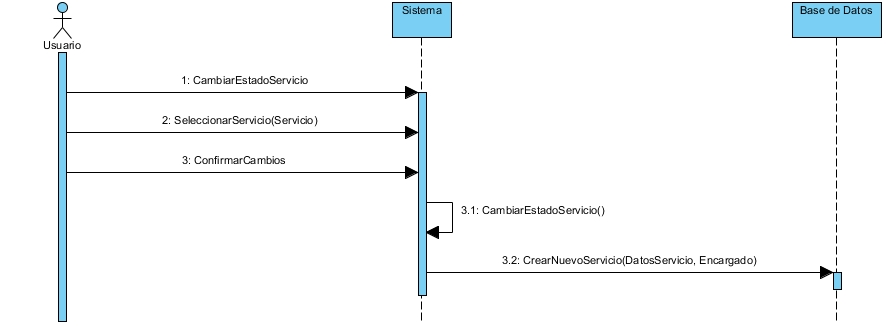 Sistema
Base de Datos
Usuario
1: CambiarEstadoServicio
2: SeleccionarServicio(Servicio)
3: ConfirmarCambios
3.1: CambiarEstadoServicio()
3.2: CrearNuevoServicio(DatosServicio, Encargado)